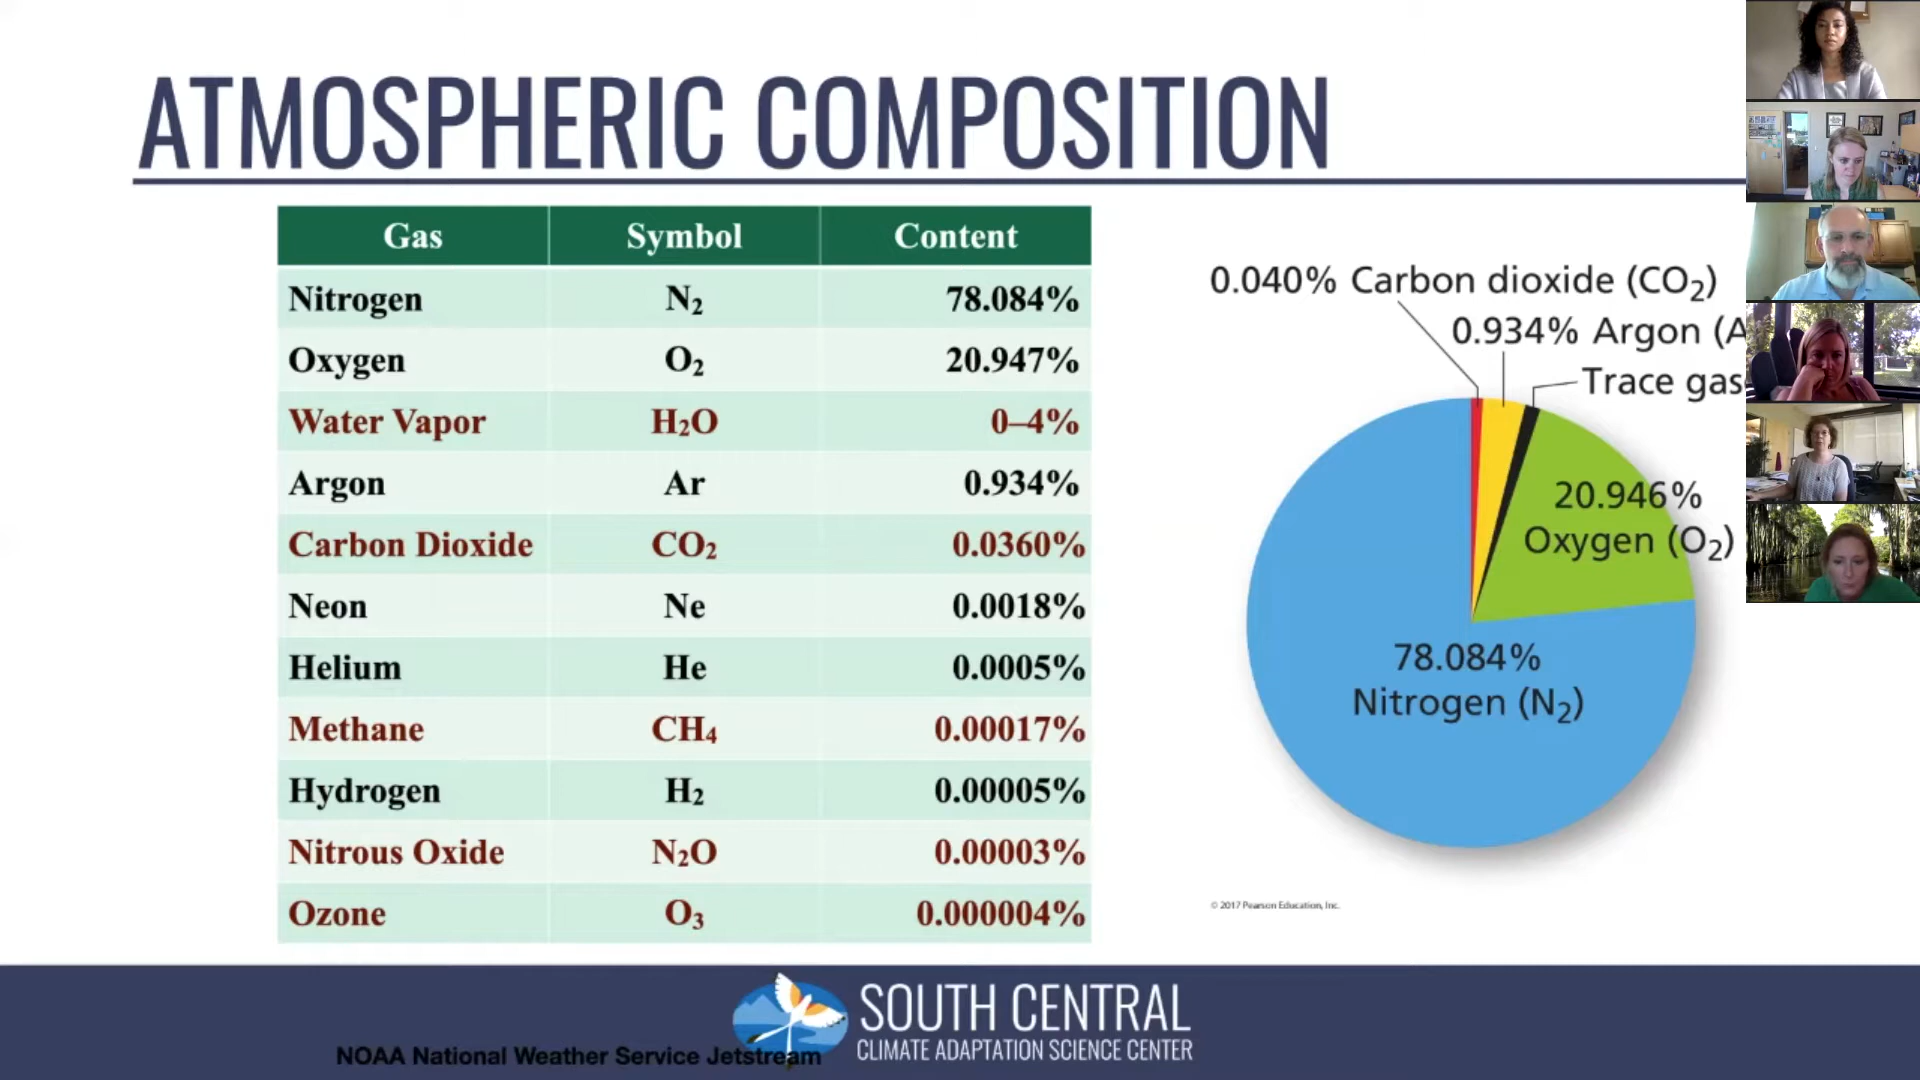 ATMOSPHERIC COMPOSITION
Gas Symbol Content
Nitrogen N₂ 78.084%
Oxygen O₂ 20.947%
Water Vapor H₂O 0–4%
Argon Ar 0.934%
Carbon Dioxide CO₂ 0.0360%
Neon Ne 0.0018%
Helium He 0.0005%
Methane CH₄ 0.00017%
Hydrogen H₂ 0.00005%
Nitrous Oxide N₂O 0.00003%
Ozone O₃ 0.000004%
0.040% Carbon dioxide (CO₂)
0.934% Argon (A
Trace gas
20.946%
Oxygen (O₂)
78.084%
Nitrogen (N₂)
© 2017 Pearson Education, Inc.
SOUTH CENTRAL
CLIMATE ADAPTATION SCIENCE CENTER
NOAA National Weather Service Jetstream